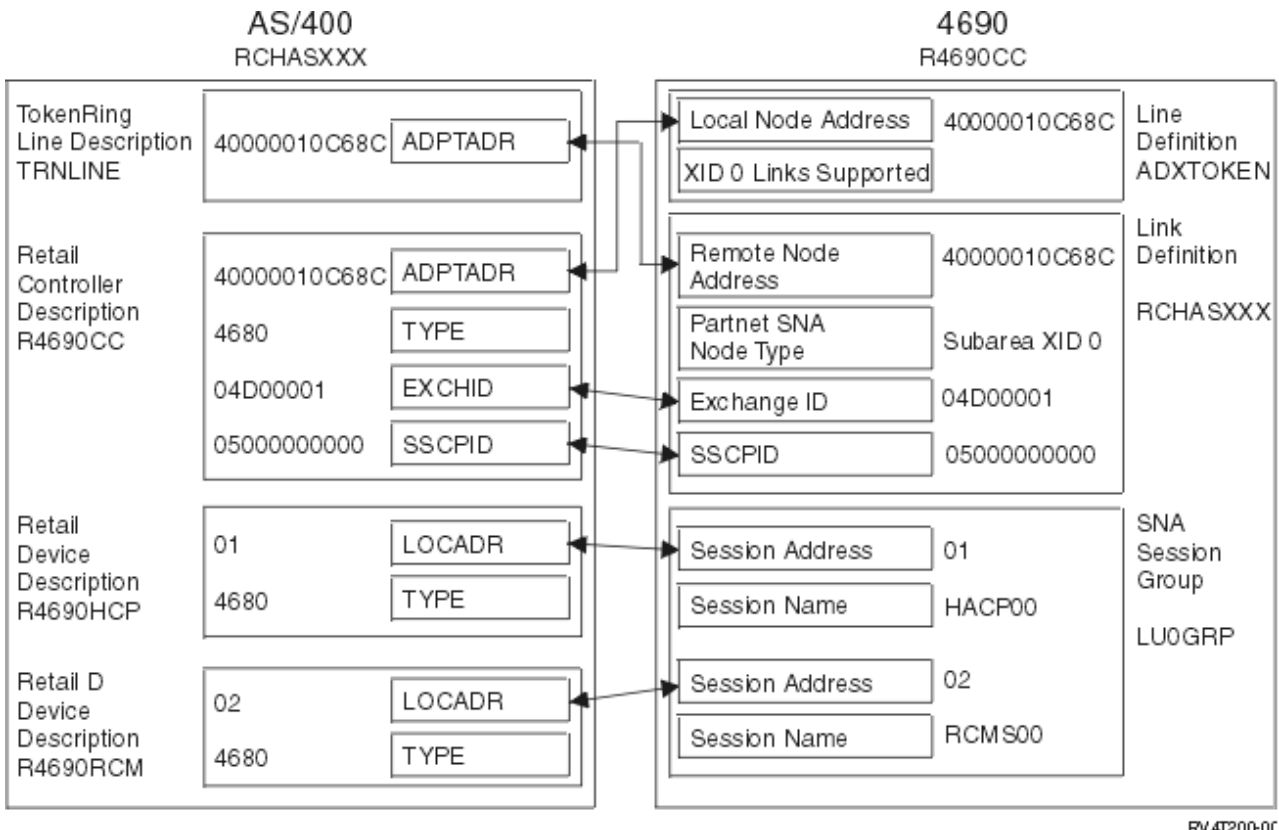 AS/400
RCHASXXX
TokenRing
Line Description
TRNLINE
40000010C68C
ADPTADR
Retail
Controller
Description
R4690CC
40000010C68C
ADPTADR
4680
TYPE
04D00001
EXCHID
05000000000
SSCPID
Retail
Device
Description
R4690HCP
01
LOCADR
4680
TYPE
Retail D
Device
Description
R4690RCM
02
LOCADR
4680
TYPE
4690
R4690CC
Local Node Address
40000010C68C
XID 0 Links Supported
Line
Definition
ADXTOKEN
Remote Node
Address
40000010C68C
Partnet SNA
Node Type
Subarea XID 0
Exchange ID
04D00001
SSCPID
05000000000
Link
Definition
RCHASXXX
Session Address
01
Session Name
HACP00
Session Address
02
Session Name
RCMS00
SNA
Session
Group
LU0GRP